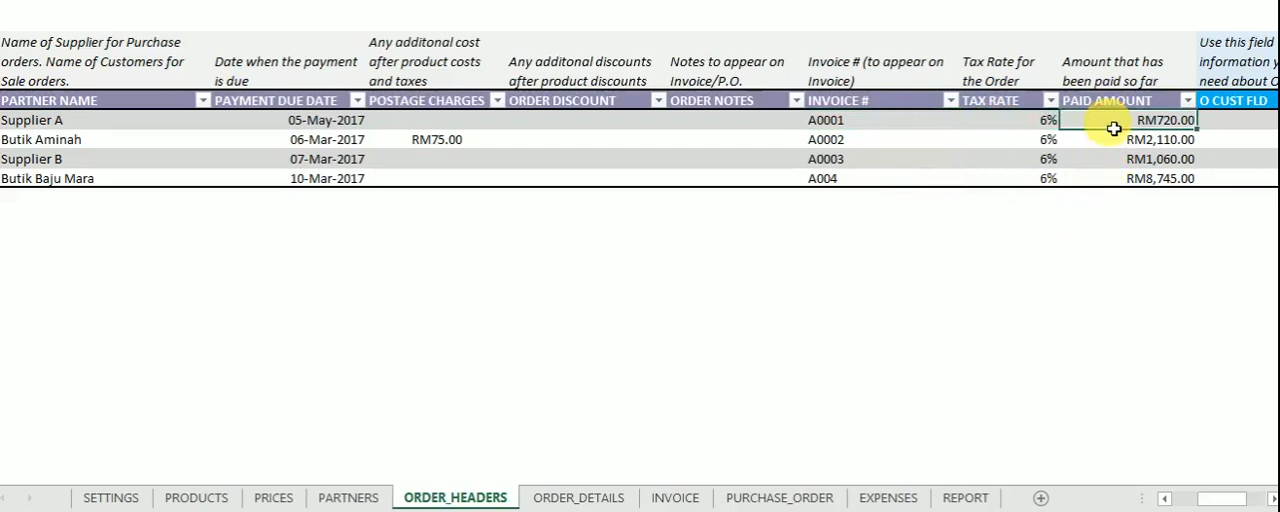 Name of Supplier for Purchase orders. Name of Customers for Sale orders.
Date when the payment is due
Any additonal cost after product costs and taxes
Any additonal discounts after product discounts
Notes to appear on Invoice/P.O.
Invoice # (to appear on Invoice)
Tax Rate for the Order
Amount that has been paid so far
Use this field information y need about O
PARTNER NAME PAYMENT DUE DATE POSTAGE CHARGES ORDER DISCOUNT ORDER NOTES INVOICE # TAX RATE PAID AMOUNT O CUST FLD
Supplier A 05-May-2017 A0001 6% RM720.00
Butik Aminah 06-Mar-2017 RM75.00 A0002 6% RM2,110.00
Supplier B 07-Mar-2017 A0003 6% RM1,060.00
Butik Baju Mara 10-Mar-2017 A004 6% RM8,745.00
SETTINGS PRODUCTS PRICES PARTNERS ORDER_HEADERS ORDER_DETAILS INVOICE PURCHASE_ORDER EXPENSES REPORT